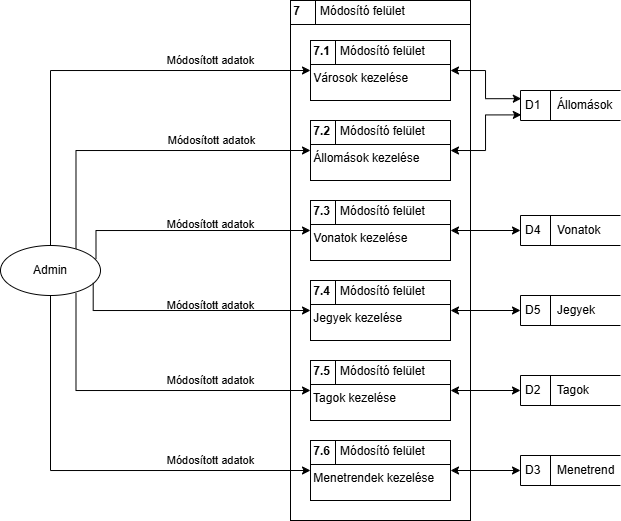 7 Módosító felület
7.1 Módosító felület
Módosított adatok
Városok kezelése
D1 Állomások
7.2 Módosító felület
Módosított adatok
Állomások kezelése
7.3 Módosító felület
Módosított adatok
Vonatok kezelése
D4 Vonatok
Admin
7.4 Módosító felület
Módosított adatok
Jegyek kezelése
D5 Jegyek
7.5 Módosító felület
Módosított adatok
Tagok kezelése
D2 Tagok
7.6 Módosító felület
Módosított adatok
Menetrendek kezelése
D3 Menetrend